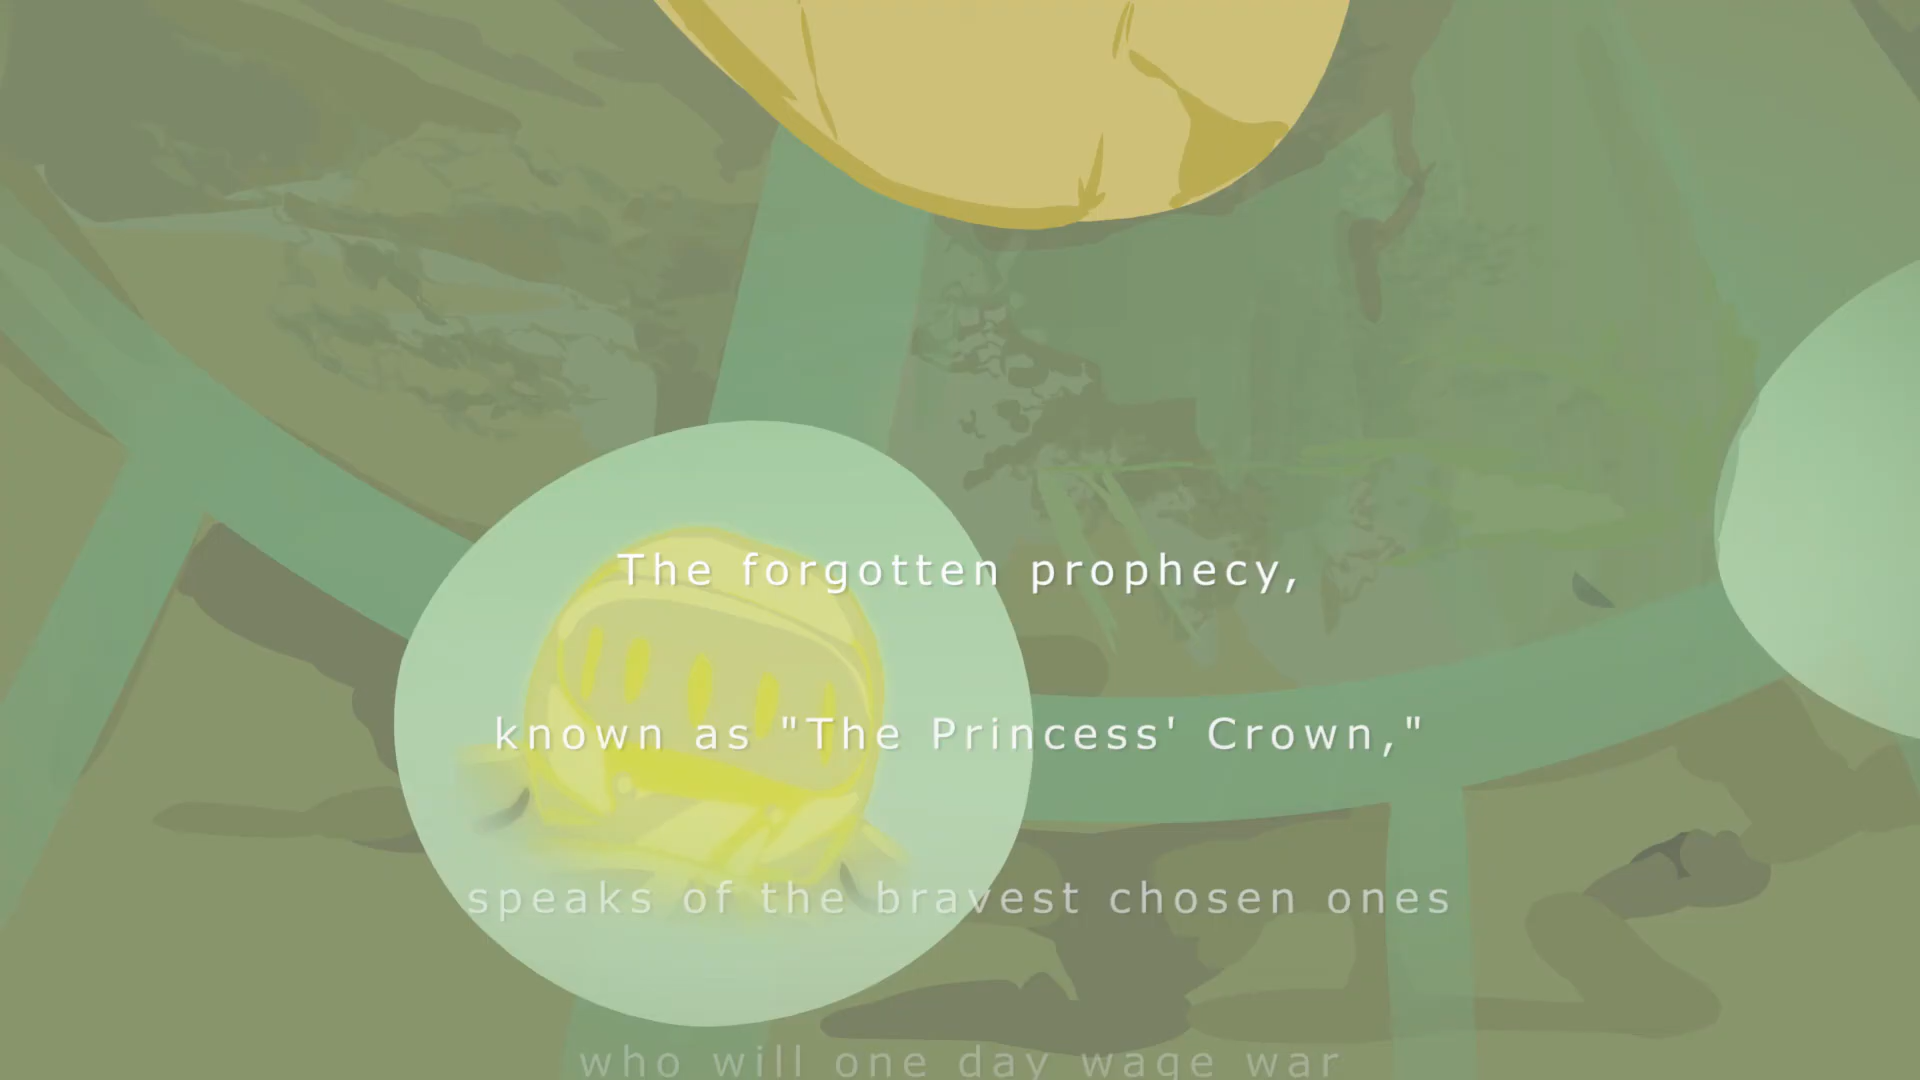 The forgotten prophecy,
known as "The Princess' Crown,"
speaks of the bravest chosen ones
who will one day wage war